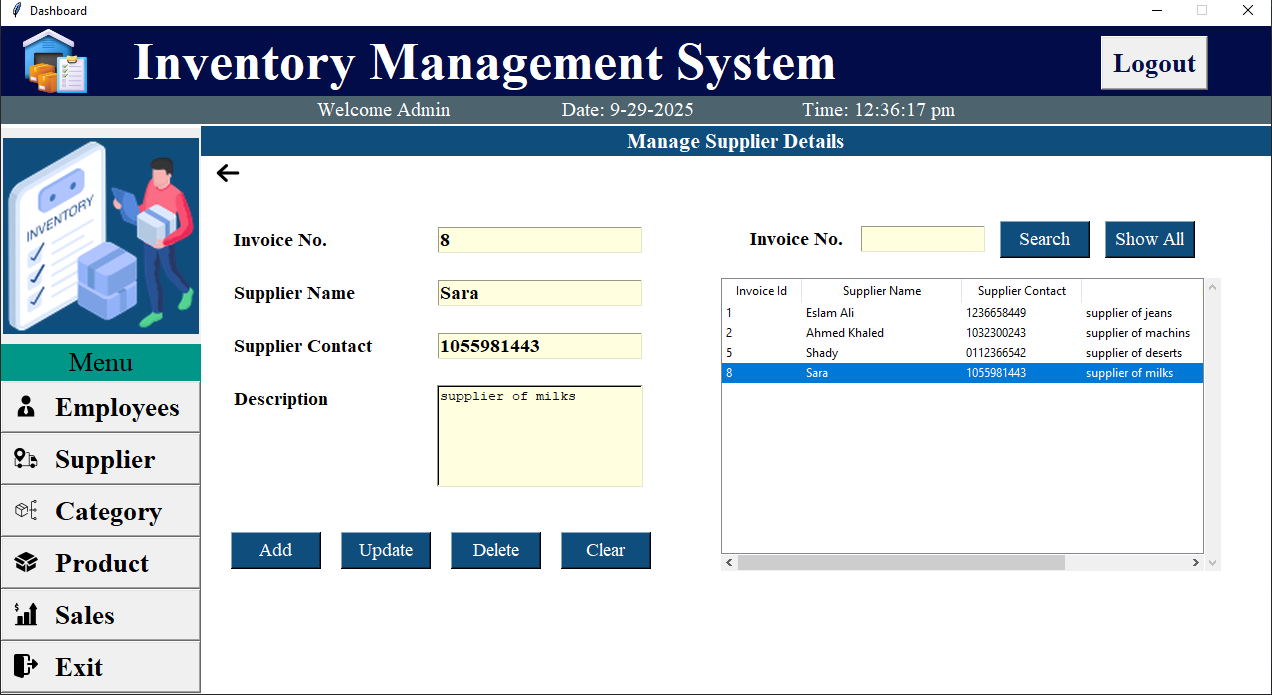 Dashboard
Inventory Management System
Logout
Welcome Admin Date: 9-29-2025 Time: 12:36:17 pm
Manage Supplier Details
INVENTORY
Menu
Employees
Supplier
Category
Product
Sales
Exit
Invoice No. 8
Supplier Name Sara
Supplier Contact 1055981443
Description supplier of milks
Add Update Delete Clear
Invoice No. Search Show All
Invoice Id Supplier Name Supplier Contact
1 Eslam Ali 1236658449 supplier of jeans
2 Ahmed Khaled 1032300243 supplier of machins
5 Shady 0112366542 supplier of deserts
8 Sara 1055981443 supplier of milks